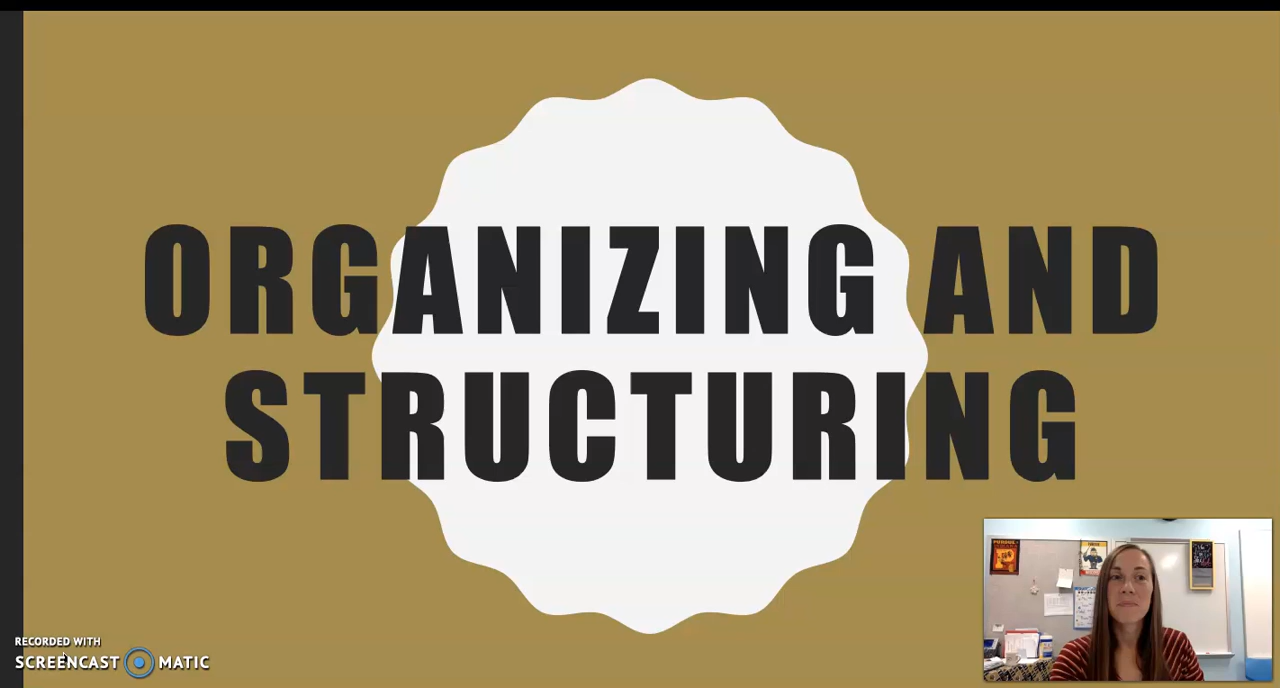 ORGANIZING AND
STRUCTURING
RECORDED WITH
SCREENCAST MATIC